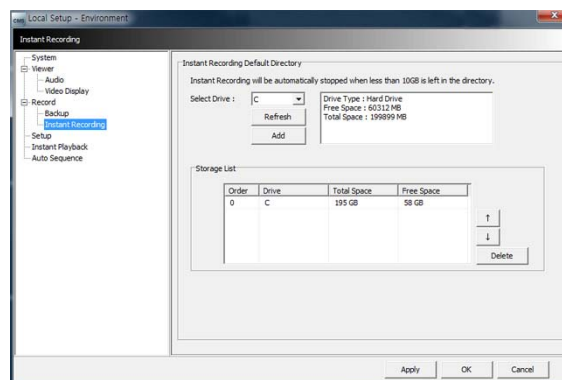 CMS Local Setup - Environment
Instant Recording
System
Viewer
Audio
Video Display
Record
Backup
Instant Recording
Setup
Instant Playback
Auto Sequence
Instant Recording Default Directory
Instant Recording will be automatically stopped when less than 10GB is left in the directory.
Select Drive : C
Refresh
Add
Drive Type : Hard Drive
Free Space : 60312 MB
Total Space : 199899 MB
Storage List
Order Drive Total Space Free Space
0 C 195 GB 58 GB
↑
↓
Delete
Apply OK Cancel